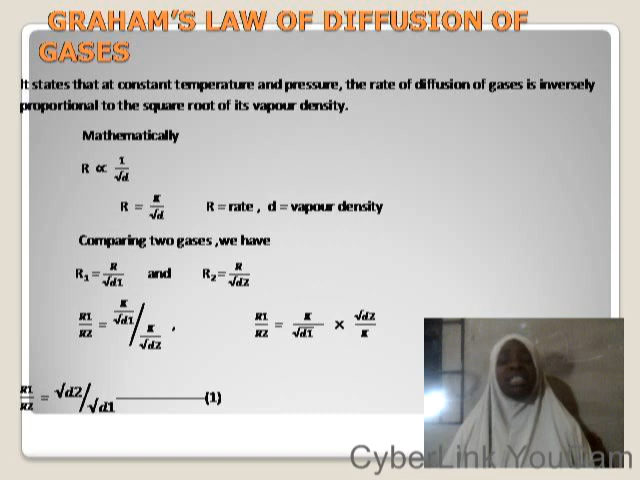 GRAHAM'S LAW OF DIFFUSION OF
GASES
It states that at constant temperature and pressure, the rate of diffusion of gases is inversely
proportional to the square root of its vapour density.
Mathematically
R ∝ 1/√d
R = K/√d R = rate , d = vapour density
Comparing two gases ,we have
R₁ = R/√d1 and R₂ = R/√d2
R1/R2 = K/√d1 / K/√d2 , R1/R2 = K/√d1 × √d2/K
R1/R2 = √d2/√d1 (1)
CyberLink YouCam